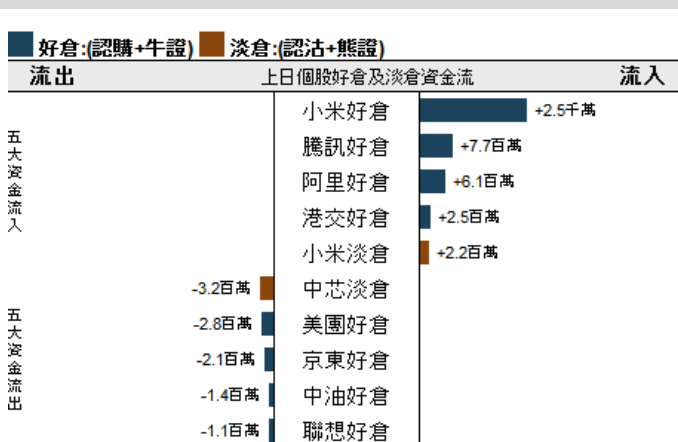 好倉:(認購+牛證) 淡倉:(認沽+熊證)
流出 上日個股好倉及淡倉資金流 流入
五大資金流入
小米好倉 +2.5千萬
騰訊好倉 +7.7百萬
阿里好倉 +6.1百萬
港交好倉 +2.5百萬
小米淡倉 +2.2百萬
五大資金流出
-3.2百萬 中芯淡倉
-2.8百萬 美團好倉
-2.1百萬 京東好倉
-1.4百萬 中油好倉
-1.1百萬 聯想好倉